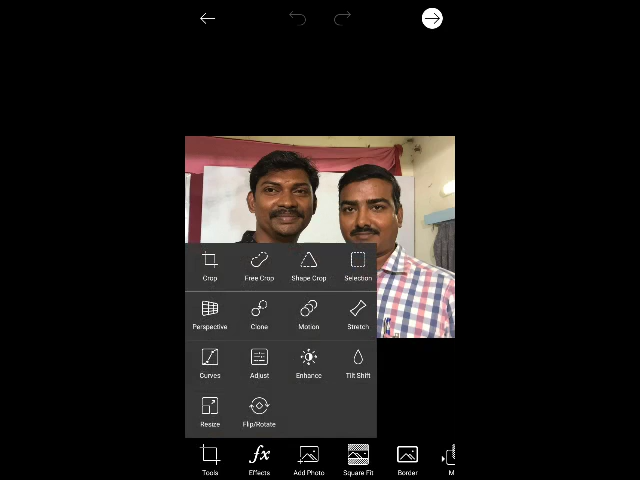 Crop Free Crop Shape Crop Selection
Perspective Clone Motion Stretch
Curves Adjust Enhance Tilt Shift
Resize Flip/Rotate
Tools Effects Add Photo Square Fit Border M